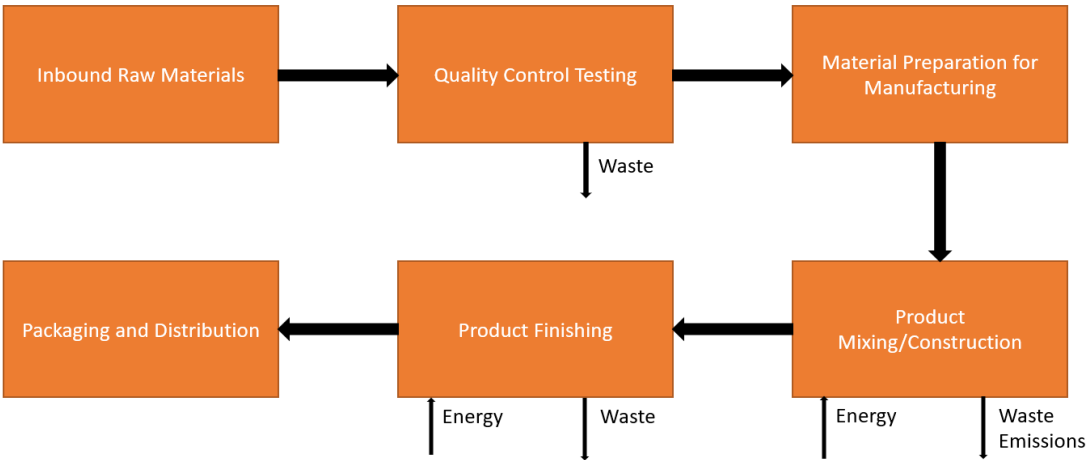 Inbound Raw Materials
Quality Control Testing
Material Preparation for
Manufacturing
Waste
Product
Mixing/Construction
Product Finishing
Packaging and Distribution
Energy
Waste
Energy
Waste
Emissions